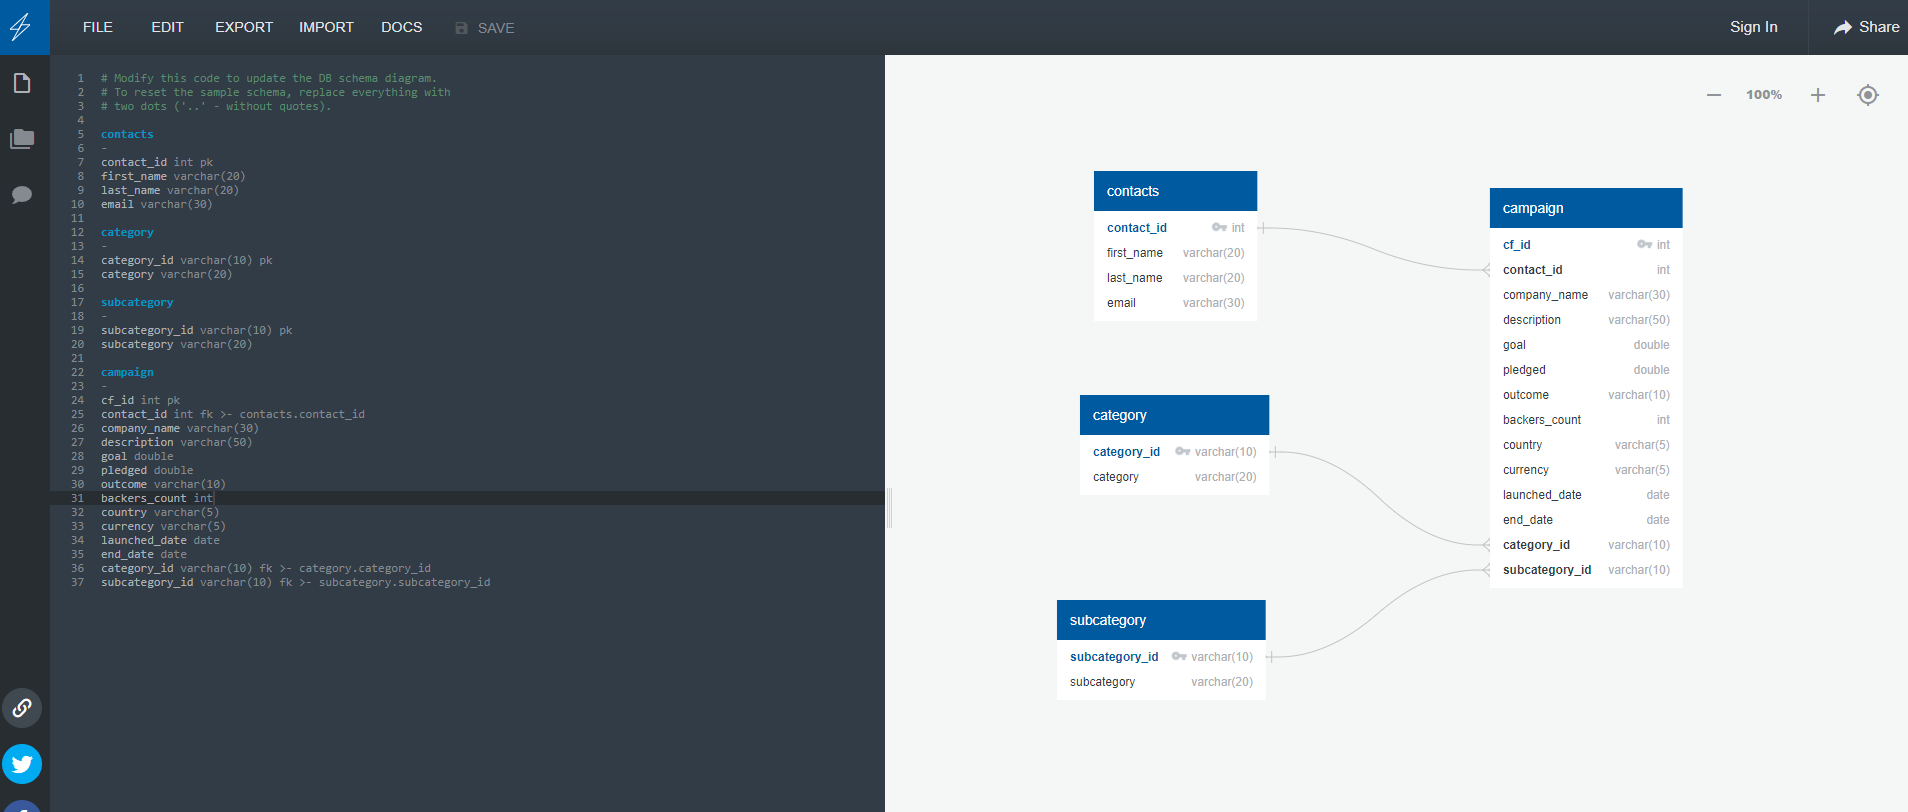 FILE EDIT EXPORT IMPORT DOCS SAVE Sign In Share
1 # Modify this code to update the DB schema diagram.
2 # To reset the sample schema, replace everything with
3 # two dots ('..' - without quotes).
4
5 contacts
6 -
7 contact_id int pk
8 first_name varchar(20)
9 last_name varchar(20)
10 email varchar(30)
11
12 category
13 -
14 category_id varchar(10) pk
15 category varchar(20)
16
17 subcategory
18 -
19 subcategory_id varchar(10) pk
20 subcategory varchar(20)
21
22 campaign
23 -
24 cf_id int pk
25 contact_id int fk >- contacts.contact_id
26 company_name varchar(30)
27 description varchar(50)
28 goal double
29 pledged double
30 outcome varchar(10)
31 backers_count int
32 country varchar(5)
33 currency varchar(5)
34 launched_date date
35 end_date date
36 category_id varchar(10) fk >- category.category_id
37 subcategory_id varchar(10) fk >- subcategory.subcategory_id
100%
contacts
contact_id int
first_name varchar(20)
last_name varchar(20)
email varchar(30)
category
category_id varchar(10)
category varchar(20)
subcategory
subcategory_id varchar(10)
subcategory varchar(20)
campaign
cf_id int
contact_id int
company_name varchar(30)
description varchar(50)
goal double
pledged double
outcome varchar(10)
backers_count int
country varchar(5)
currency varchar(5)
launched_date date
end_date date
category_id varchar(10)
subcategory_id varchar(10)